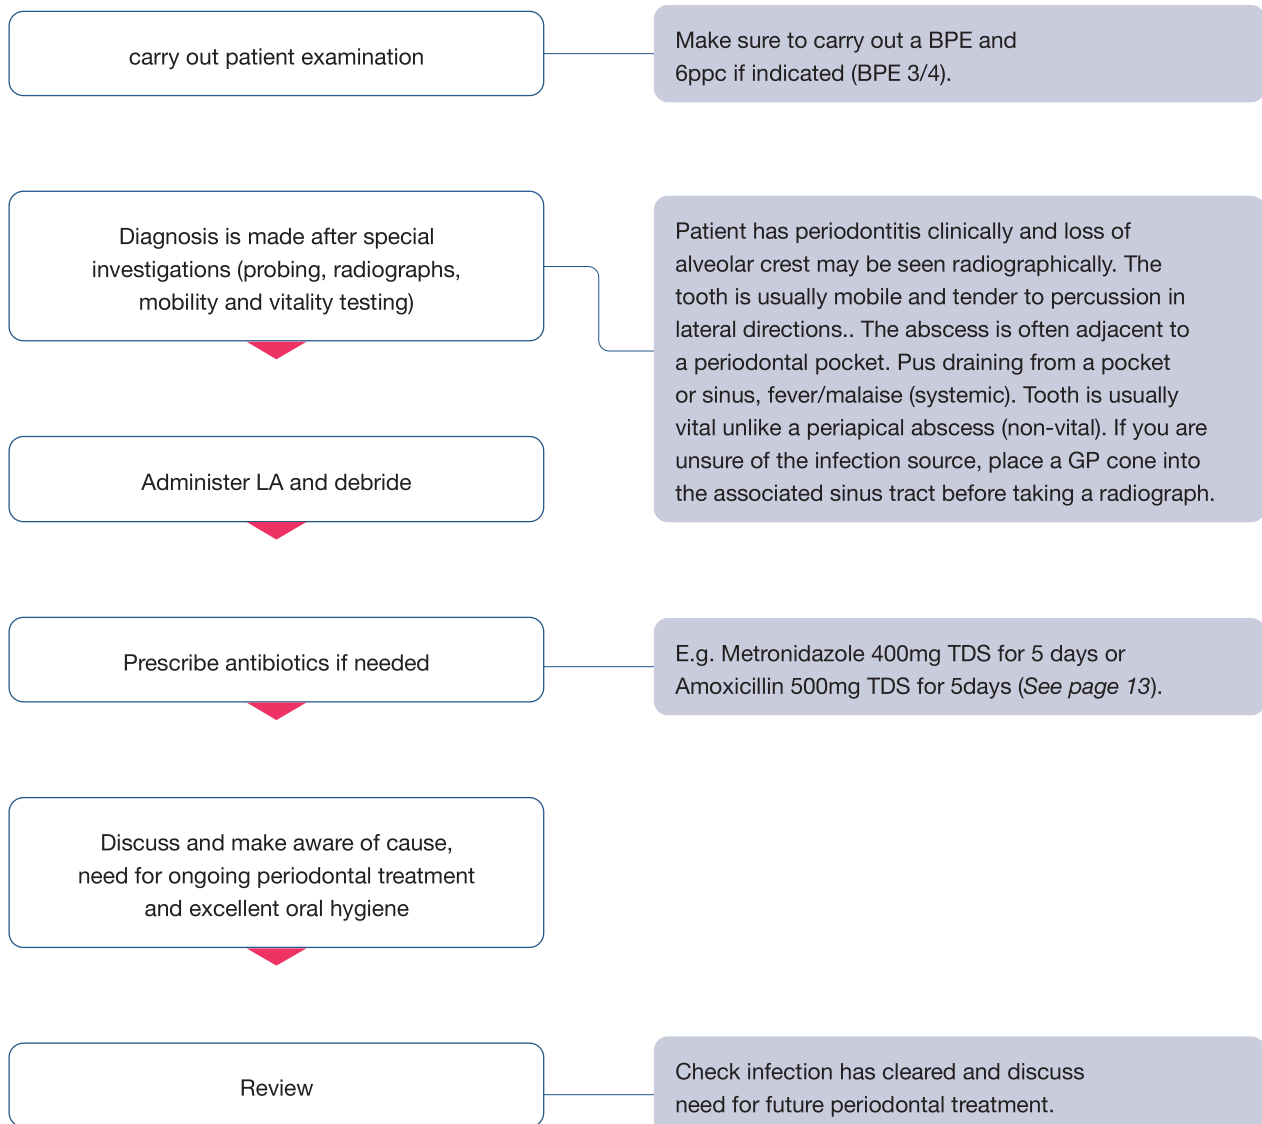 carry out patient examination
Make sure to carry out a BPE and
6ppc if indicated (BPE 3/4).
Diagnosis is made after special
investigations (probing, radiographs,
mobility and vitality testing)
Patient has periodontitis clinically and loss of
alveolar crest may be seen radiographically. The
tooth is usually mobile and tender to percussion in
lateral directions.. The abscess is often adjacent to
a periodontal pocket. Pus draining from a pocket
or sinus, fever/malaise (systemic). Tooth is usually
vital unlike a periapical abscess (non-vital). If you are
unsure of the infection source, place a GP cone into
the associated sinus tract before taking a radiograph.
Administer LA and debride
Prescribe antibiotics if needed
E.g. Metronidazole 400mg TDS for 5 days or
Amoxicillin 500mg TDS for 5days (See page 13).
Discuss and make aware of cause,
need for ongoing periodontal treatment
and excellent oral hygiene
Review
Check infection has cleared and discuss
need for future periodontal treatment.